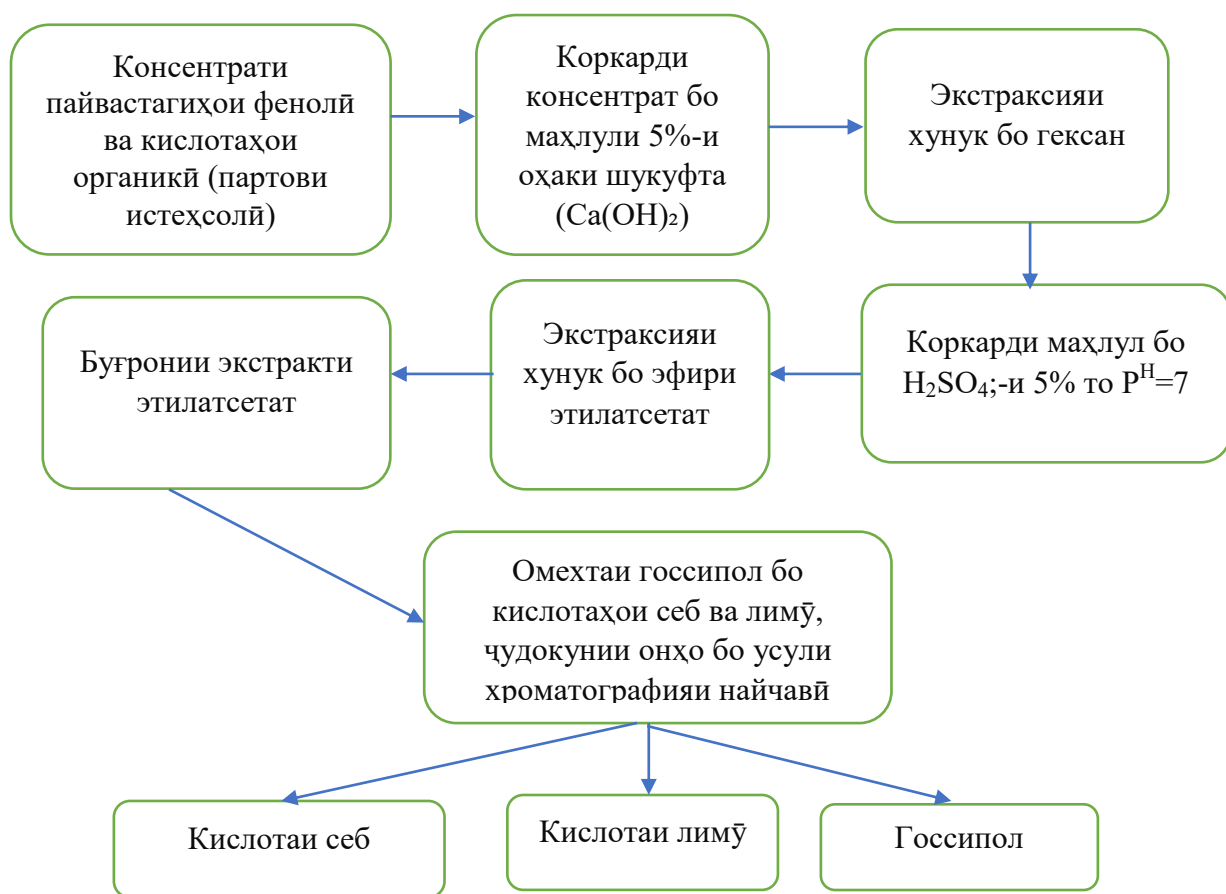 Консентрати
пайвастагиҳои фенолӣ
ва кислотаҳои
органикӣ (партови
истеҳсолӣ)
Коркарди
консентрат бо
маҳлули 5%-и
оҳаки шукуфта
(Ca(OH)₂)
Экстраксияи
хунук бо гексан
Коркарди маҳлул бо
H₂SO₄;-и 5% то Pᴴ=7
Экстраксияи
хунук бо эфири
этилатсетат
Буғронии экстракти
этилатсетат
Омехтаи госсипол бо
кислотаҳои себ ва лимӯ,
ҷудокунии онҳо бо усули
хроматографияи найчавӣ
Кислотаи себ
Кислотаи лимӯ
Госсипол